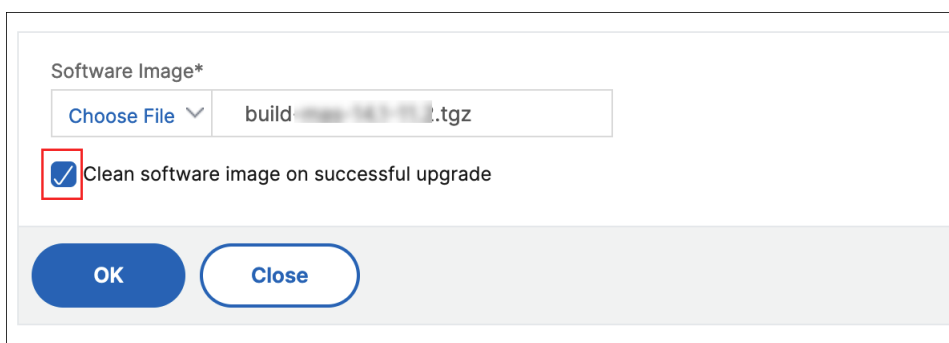 Software Image*
Choose File build- .tgz
Clean software image on successful upgrade
OK Close